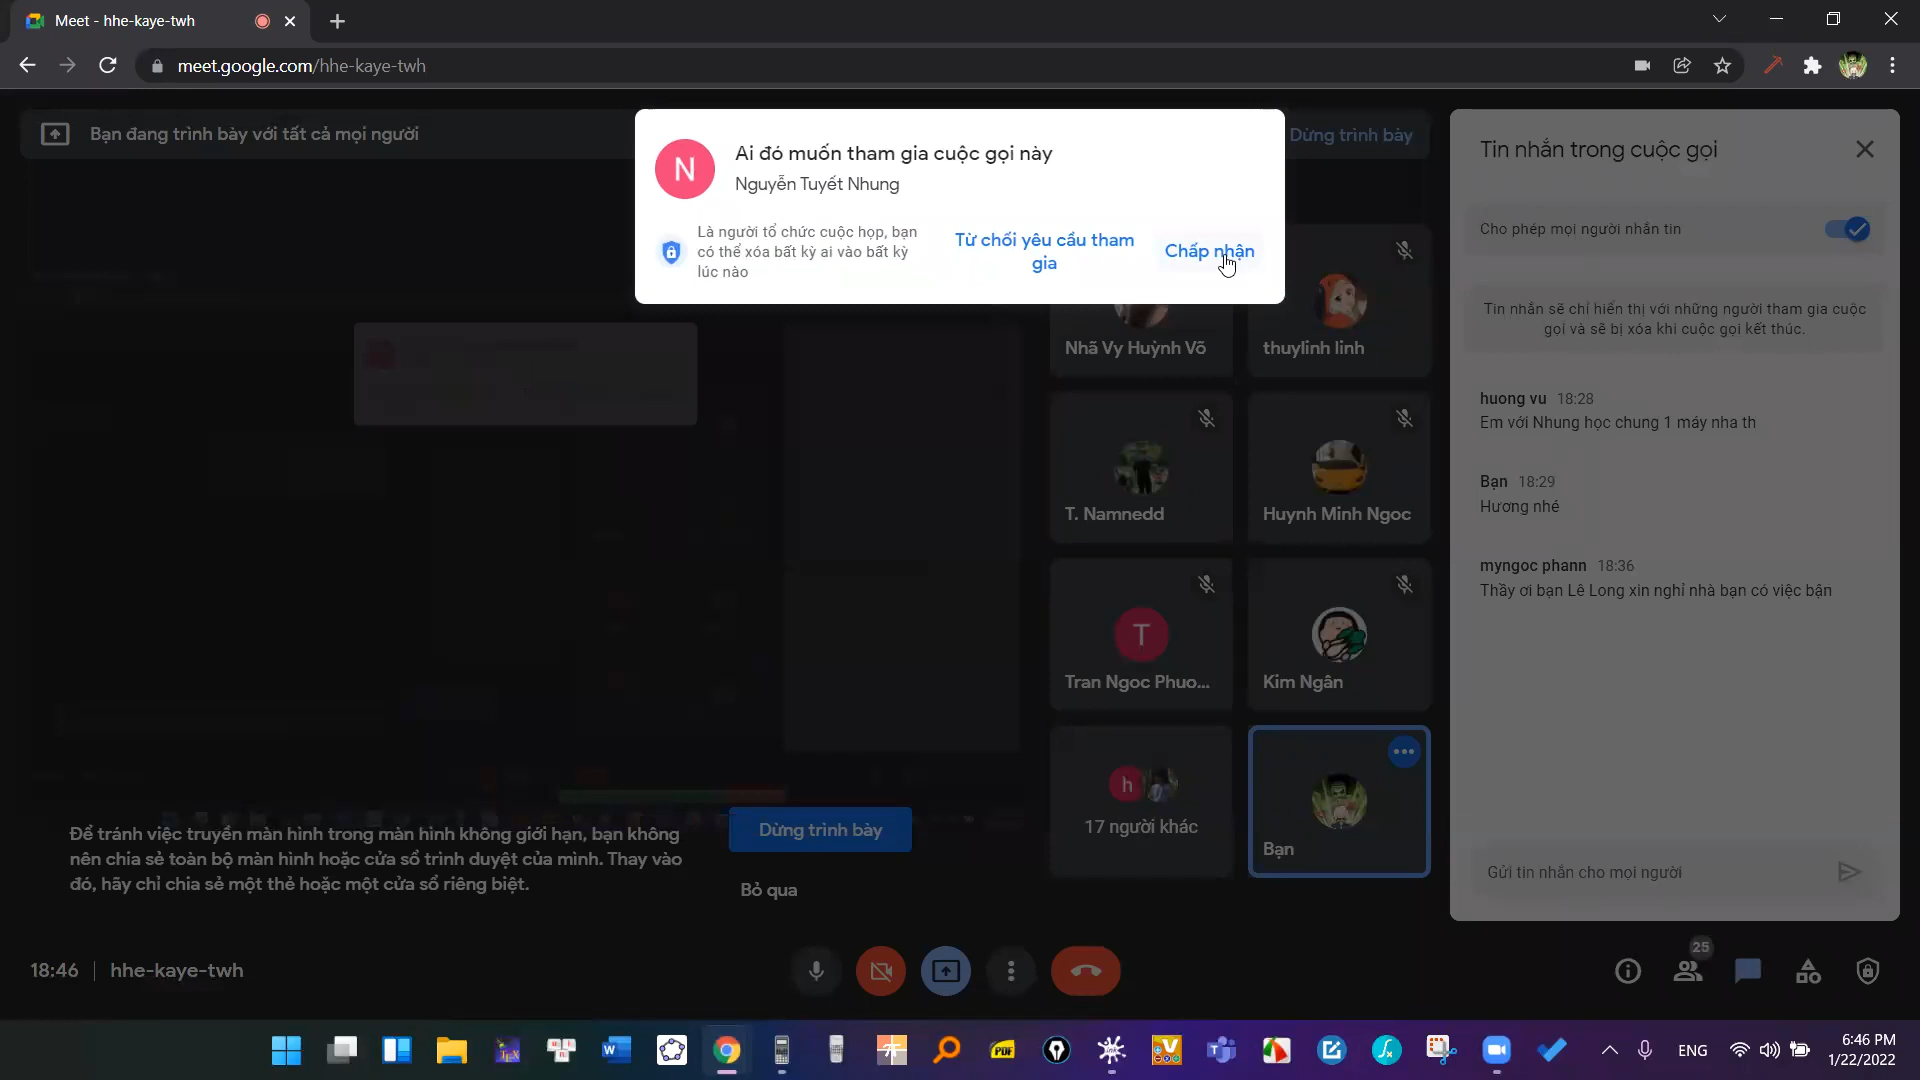 Meet - hhe-kaye-twh
meet.google.com/hhe-kaye-twh
Bạn đang trình bày với tất cả mọi người
Dừng trình bày
N
Ai đó muốn tham gia cuộc gọi này
Nguyễn Tuyết Nhung
Là người tổ chức cuộc họp, bạn
có thể xóa bất kỳ ai vào bất kỳ
lúc nào
Từ chối yêu cầu tham
gia
Chấp nhận
Nhã Vy Huỳnh Võ
thuylinh linh
T. Namnedd
Huynh Minh Ngoc
T
Tran Ngoc Phuo...
Kim Ngân
h
17 người khác
Bạn
Để tránh việc truyền màn hình trong màn hình không giới hạn, bạn không
nên chia sẻ toàn bộ màn hình hoặc cửa sổ trình duyệt của mình. Thay vào
đó, hãy chỉ chia sẻ một thẻ hoặc một cửa sổ riêng biệt.
Dừng trình bày
Bỏ qua
Tin nhắn trong cuộc gọi
Cho phép mọi người nhắn tin
Tin nhắn sẽ chỉ hiển thị với những người tham gia cuộc
gọi và sẽ bị xóa khi cuộc gọi kết thúc.
huong vu 18:28
Em với Nhung học chung 1 máy nha th
Bạn 18:29
Hương nhé
myngoc phann 18:36
Thầy ơi bạn Lê Long xin nghỉ nhà bạn có việc bận
Gửi tin nhắn cho mọi người
18:46 | hhe-kaye-twh
25
ENG
6:46 PM
1/22/2022